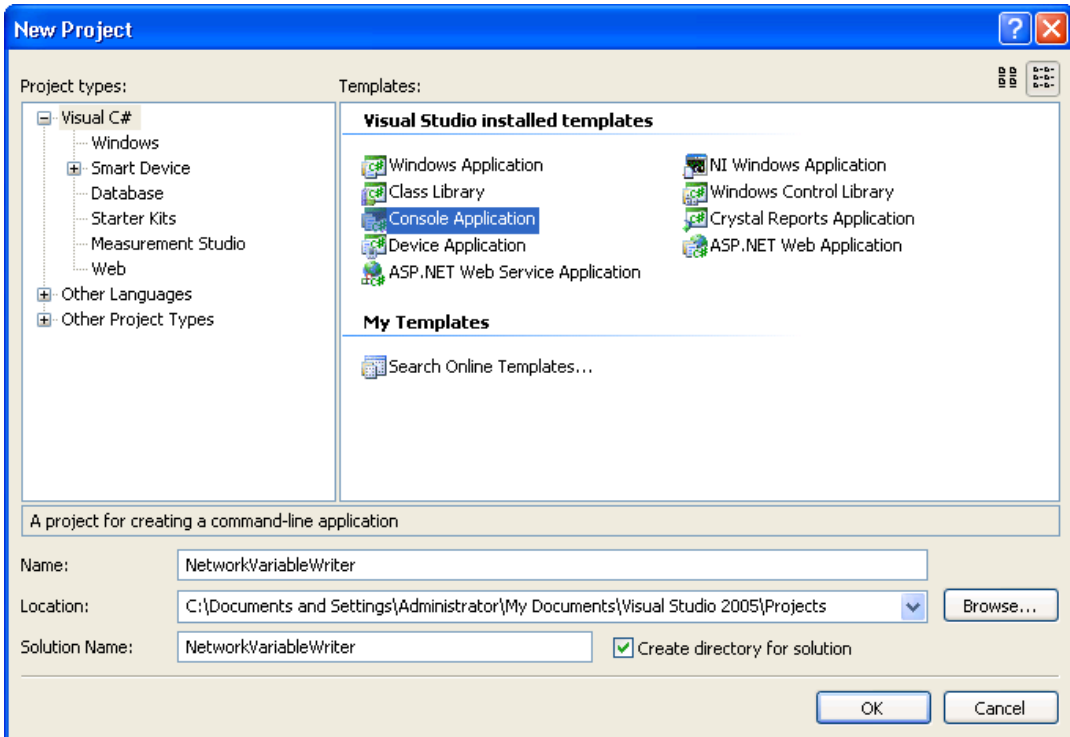 New Project
Project types:
Templates:
Visual C#
Windows
Smart Device
Database
Starter Kits
Measurement Studio
Web
Other Languages
Other Project Types
Visual Studio installed templates
Windows Application
NI Windows Application
Class Library
Windows Control Library
Console Application
Crystal Reports Application
Device Application
ASP.NET Web Application
ASP.NET Web Service Application
My Templates
Search Online Templates...
A project for creating a command-line application
Name:
NetworkVariableWriter
Location:
C:\Documents and Settings\Administrator\My Documents\Visual Studio 2005\Projects
Browse...
Solution Name:
NetworkVariableWriter
Create directory for solution
OK
Cancel